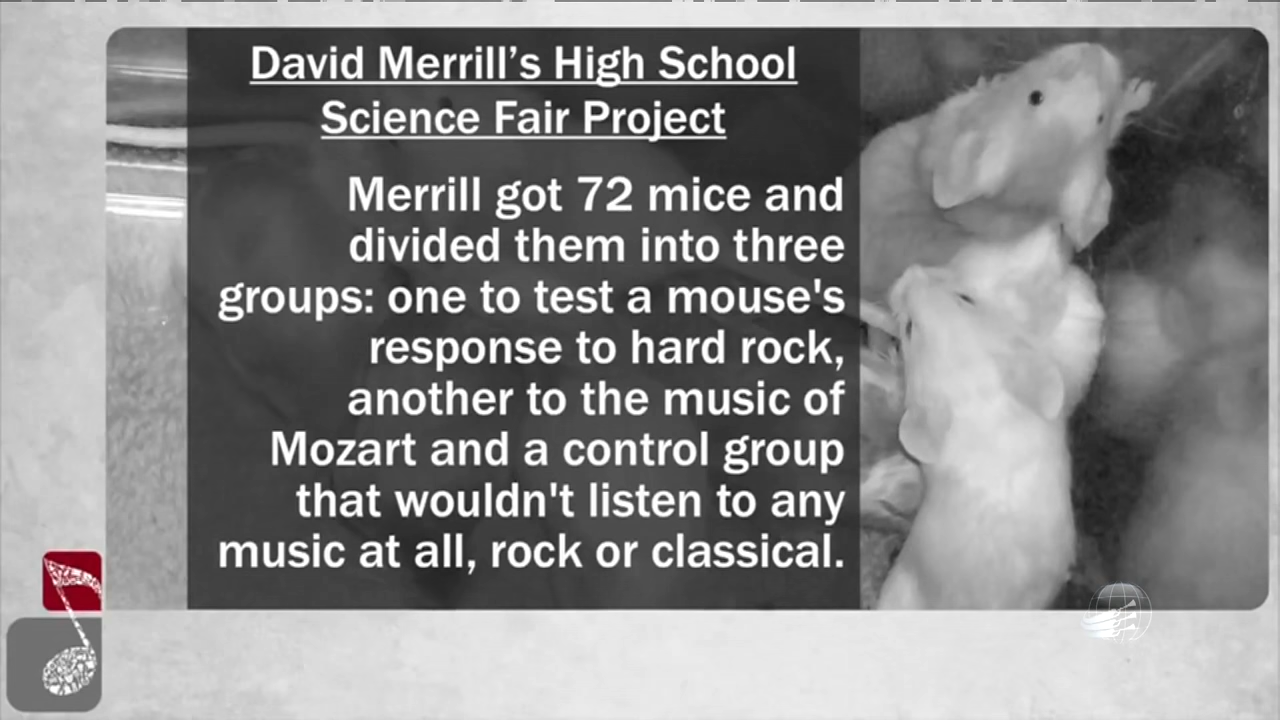 David Merrill’s High School
Science Fair Project
Merrill got 72 mice and
divided them into three
groups: one to test a mouse's
response to hard rock,
another to the music of
Mozart and a control group
that wouldn't listen to any
music at all, rock or classical.